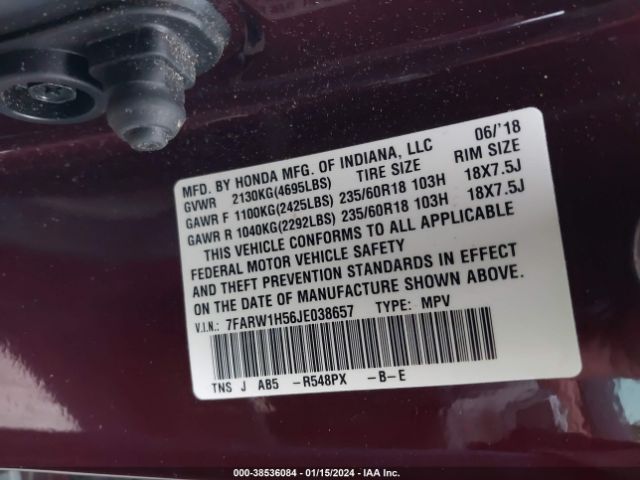 MFD. BY HONDA MFG. OF INDIANA, LLC 06/'18
GVWR 2130KG(4695LBS) TIRE SIZE RIM SIZE
GAWR F 1100KG(2425LBS) 235/60R18 103H 18X7.5J
GAWR R 1040KG(2292LBS) 235/60R18 103H 18X7.5J
THIS VEHICLE CONFORMS TO ALL APPLICABLE
FEDERAL MOTOR VEHICLE SAFETY
AND THEFT PREVENTION STANDARDS IN EFFECT
ON THE DATE OF MANUFACTURE SHOWN ABOVE.
V.I.N.: 7FARW1H56JE038657 TYPE: MPV
TNS J AB5 -R548PX -B-E
000-38536084 - 01/15/2024 - IAA Inc.